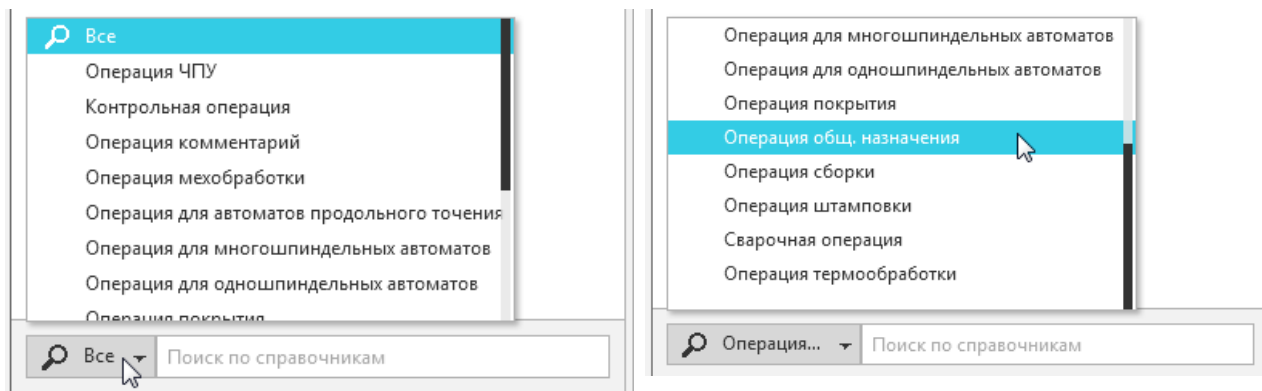 Все
Операция ЧПУ
Контрольная операция
Операция комментарий
Операция мехобработки
Операция для автоматов продольного точения
Операция для многошпиндельных автоматов
Операция для одношпиндельных автоматов
Операция покрытия
Все
Поиск по справочникам
Операция для многошпиндельных автоматов
Операция для одношпиндельных автоматов
Операция покрытия
Операция общ. назначения
Операция сборки
Операция штамповки
Сварочная операция
Операция термообработки
Операция...
Поиск по справочникам